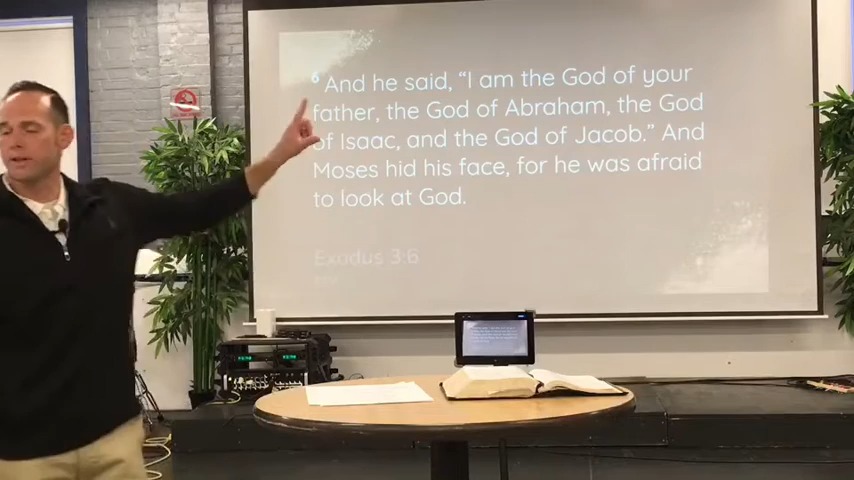 6 And he said, “I am the God of your
father, the God of Abraham, the God
of Isaac, and the God of Jacob.” And
Moses hid his face, for he was afraid
to look at God.
Exodus 3:6